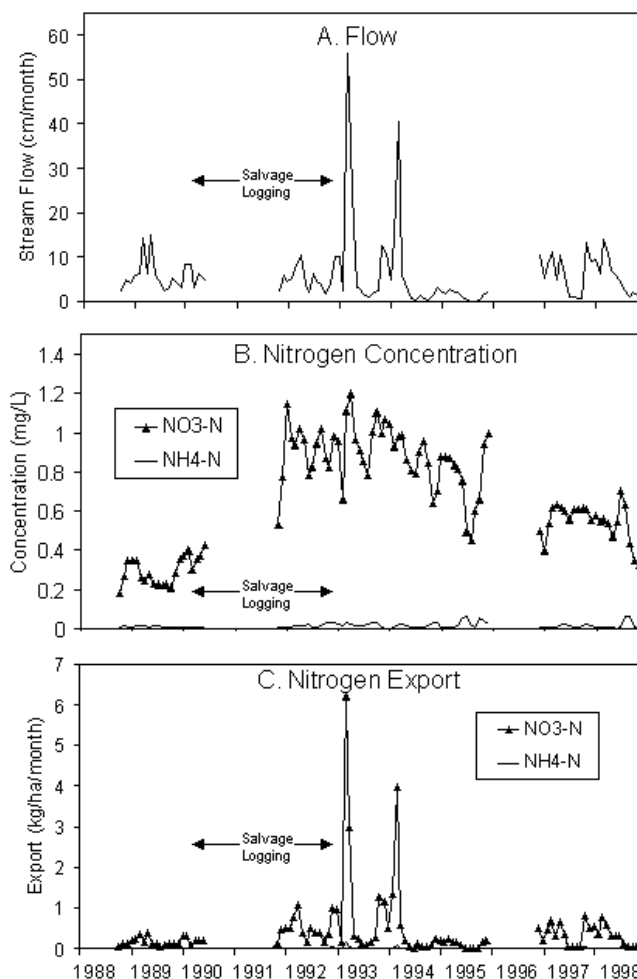 A. Flow
60
50
40
30
20
10
0
Stream Flow (cm/month)
Salvage
Logging
B. Nitrogen Concentration
1.4
1.2
1
0.8
0.6
0.4
0.2
0
Concentration (mg/L)
NO3-N
NH4-N
Salvage
Logging
C. Nitrogen Export
7
6
5
4
3
2
1
0
Export (kg/ha/month)
NO3-N
NH4-N
Salvage
Logging
1988 1989 1990 1991 1992 1993 1994 1995 1996 1997 1998